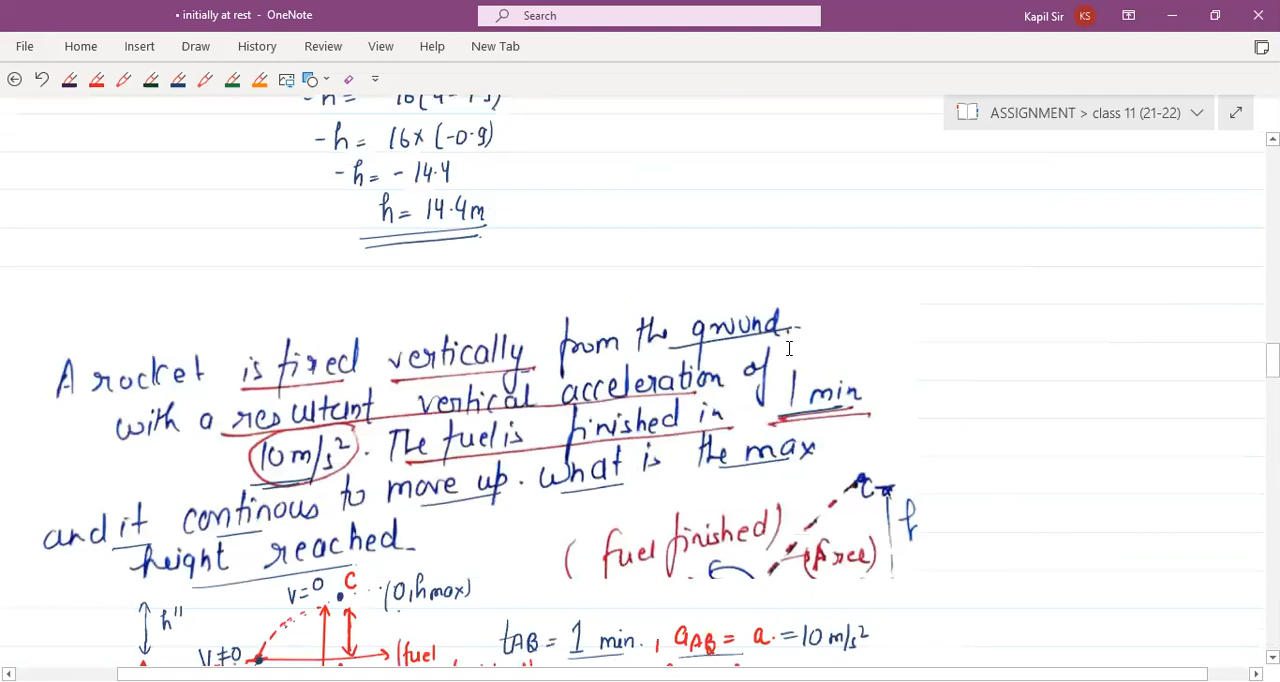 initially at rest - OneNote
Search
Kapil Sir
KS
File Home Insert Draw History Review View Help New Tab
ASSIGNMENT > class 11 (21-22)
-h = 16 × (-0.9)
-h = - 14.4
h = 14.4 m
A rocket is fired vertically from the ground.
with a resultant vertical acceleration of
10 m/s². The fuel is finished in 1 min
and it continous to move up. What is the max
height reached
(fuel finished)
(free)
C
h
V=0 C (0, h max)
h"
V≠0
(fuel
tAB = 1 min. , aAB = a. = 10 m/s²